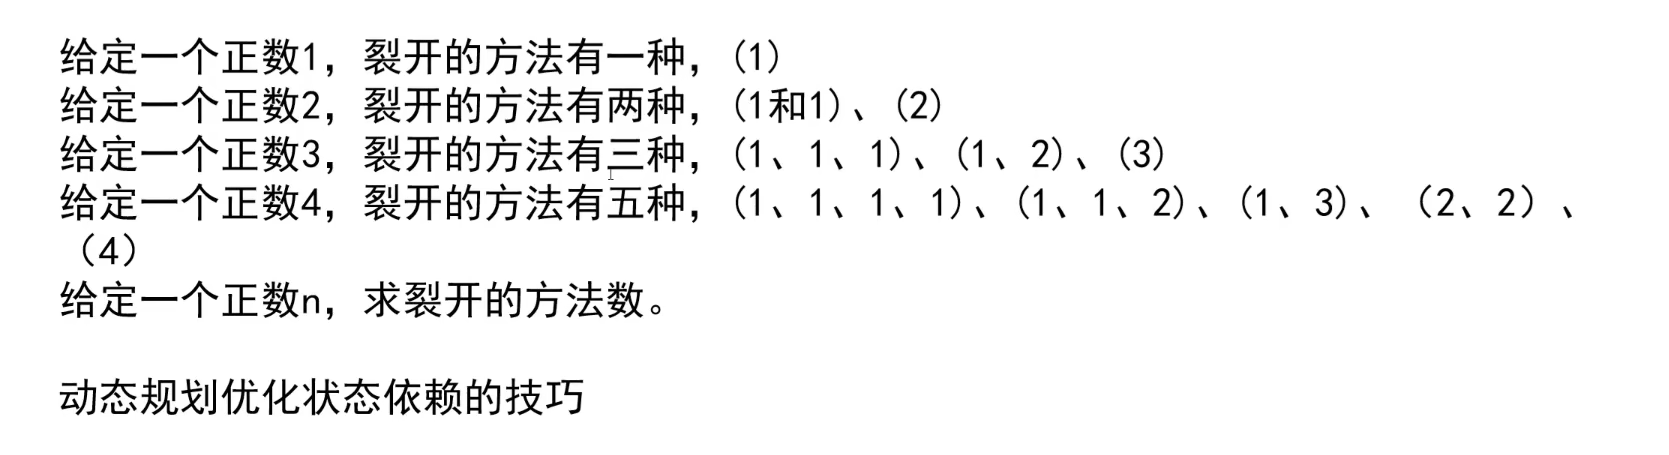 给定一个正数1，裂开的方法有一种，(1)
给定一个正数2，裂开的方法有两种，(1和1)、(2)
给定一个正数3，裂开的方法有三种，(1、1、1)、(1、2)、(3)
给定一个正数4，裂开的方法有五种，(1、1、1、1)、(1、1、2)、(1、3)、（2、2）、
（4）
给定一个正数n，求裂开的方法数。
动态规划优化状态依赖的技巧